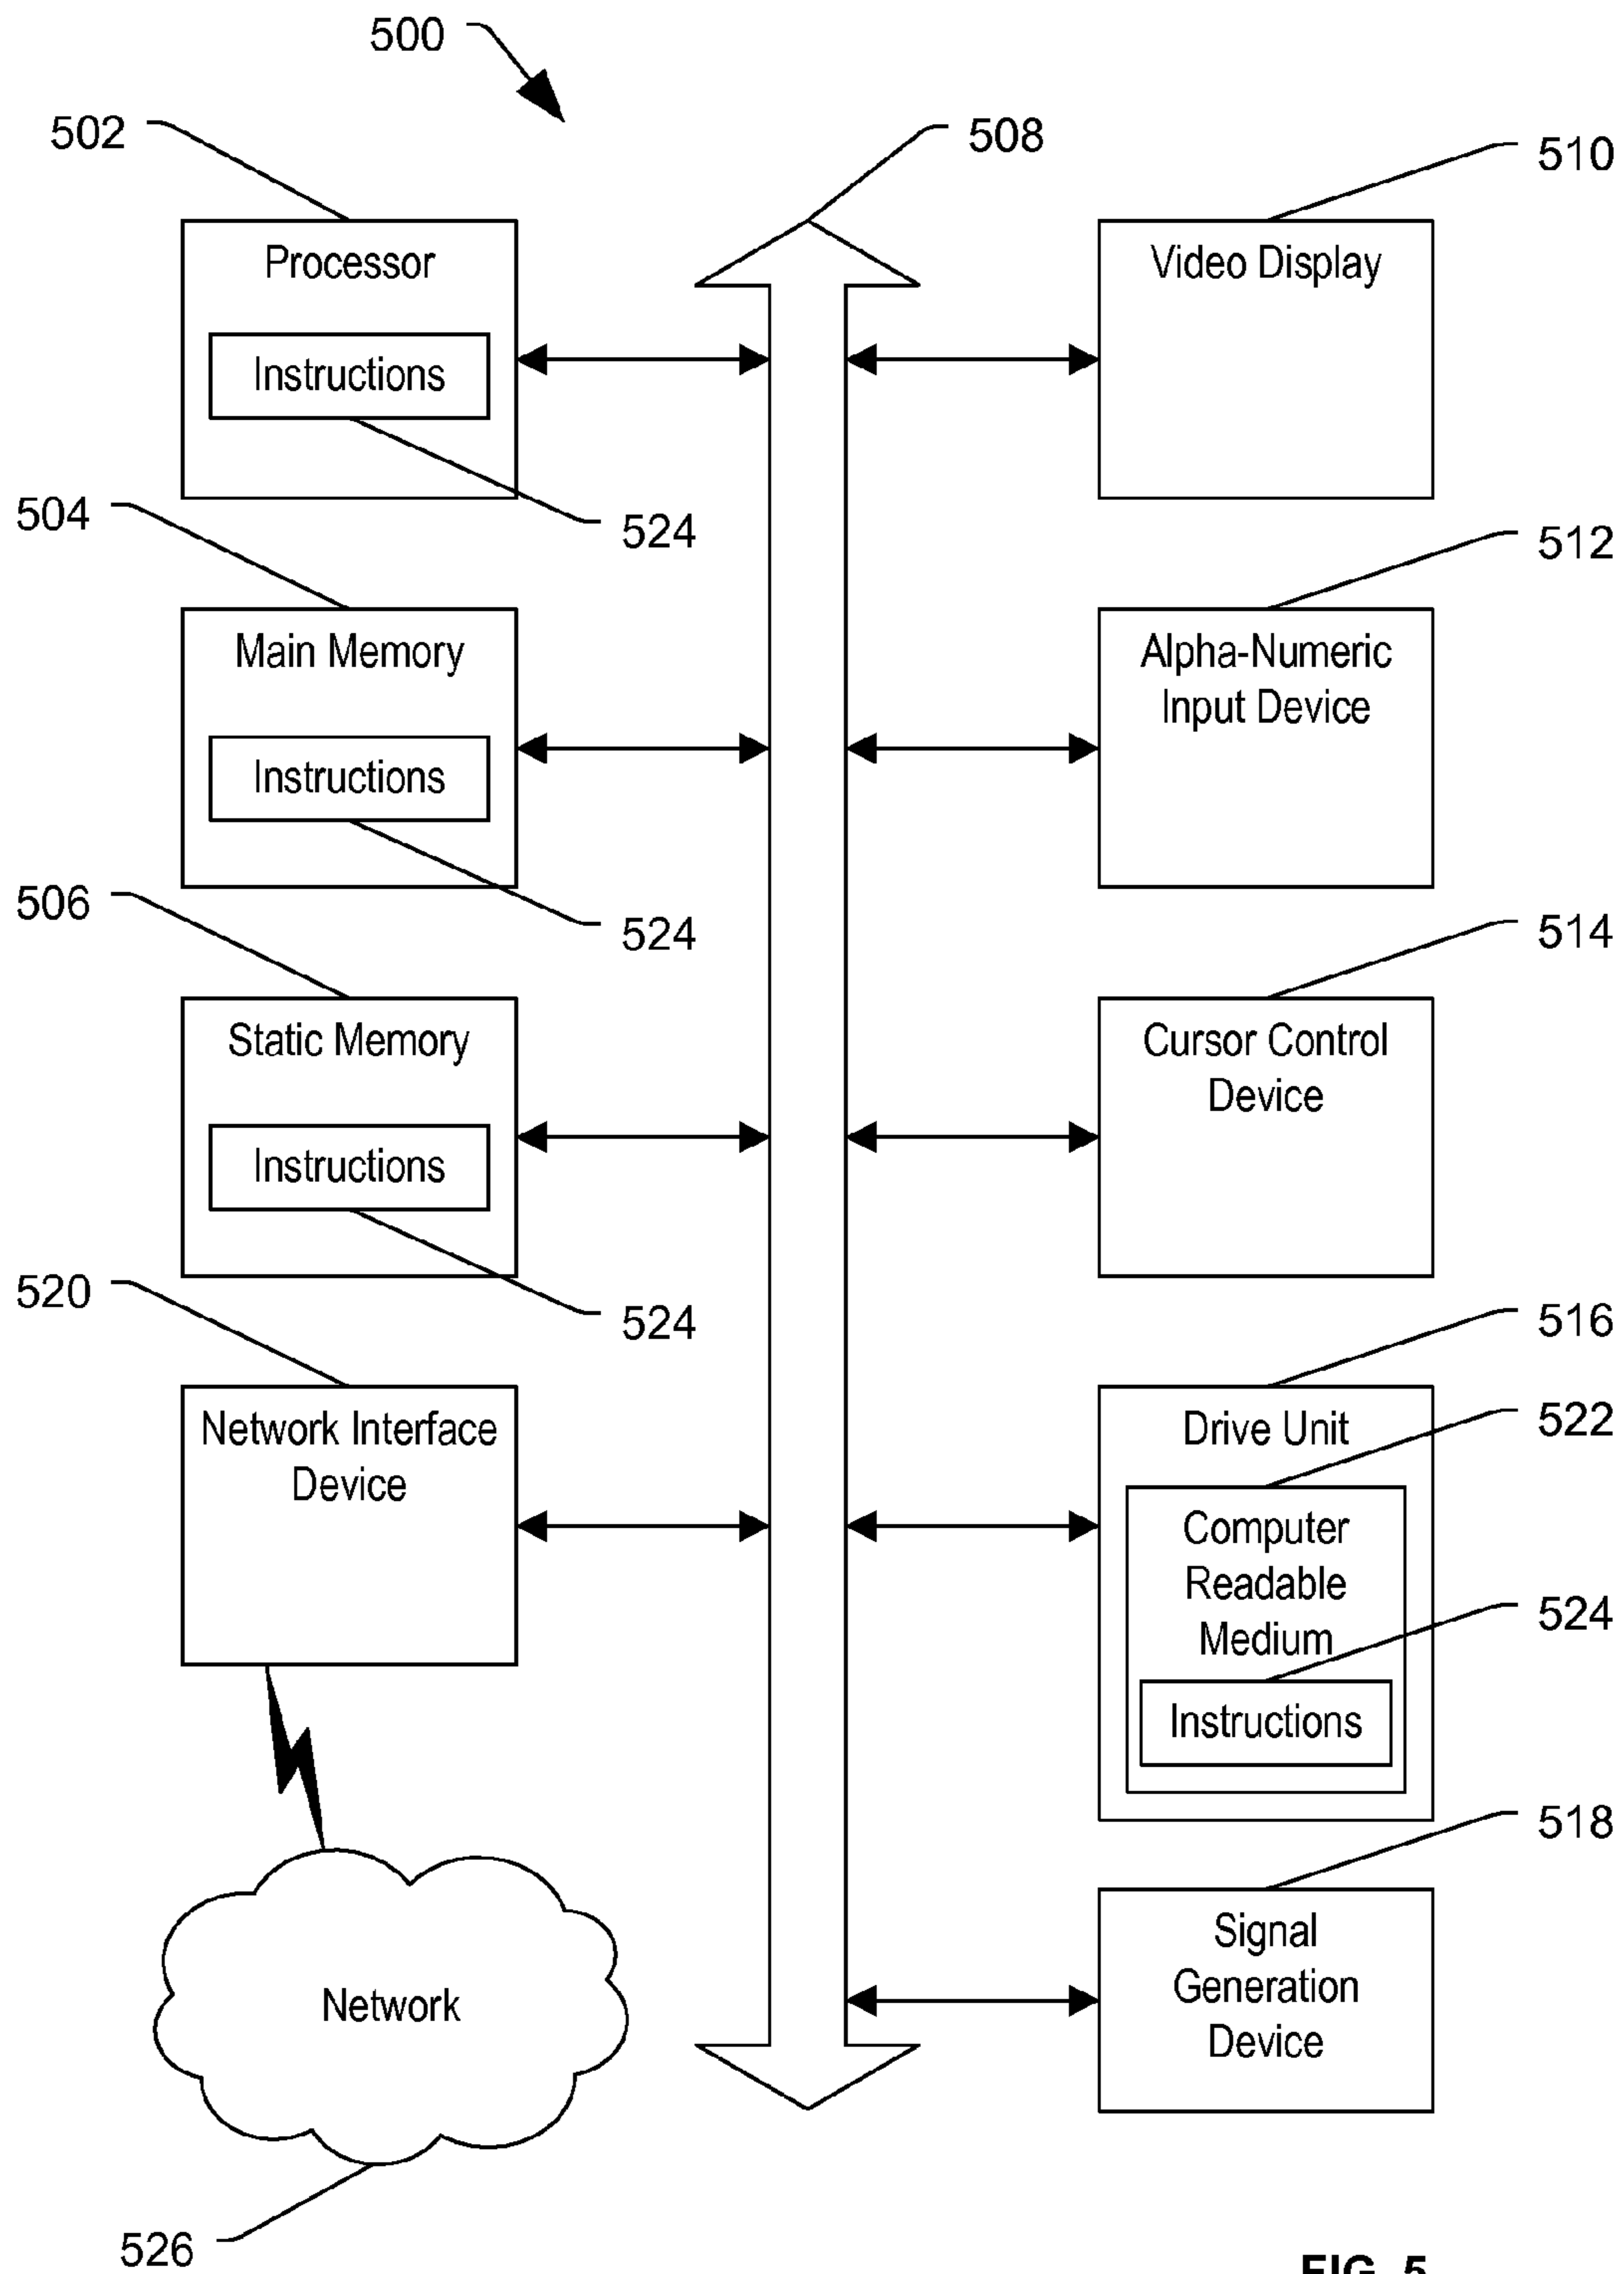 500
502
508
510
Processor
Video Display
Instructions
504
524
512
Main Memory
Alpha-Numeric
Input Device
Instructions
506
524
514
Static Memory
Cursor Control
Device
Instructions
520
524
516
Network Interface
Device
Drive Unit
522
Computer
Readable
Medium
524
Instructions
518
Signal
Generation
Device
Network
526
FIG. 5